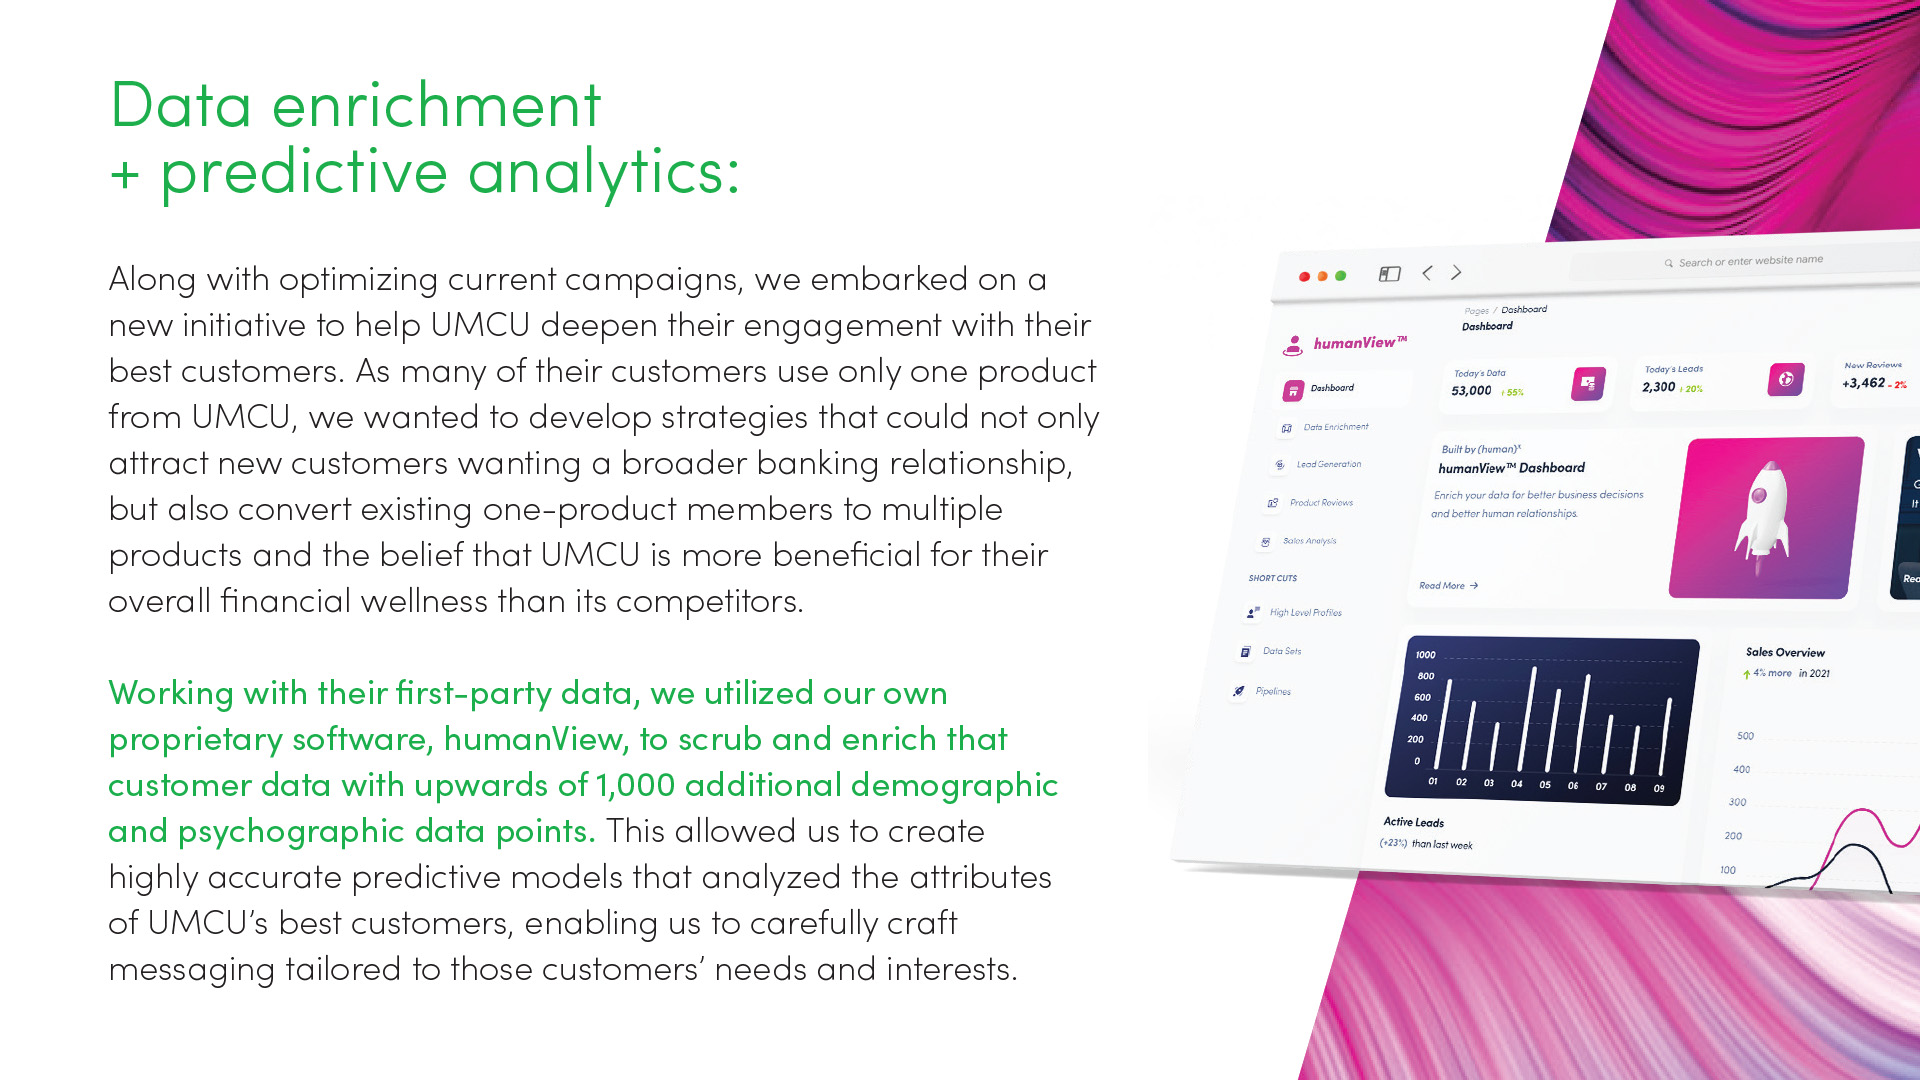 Data enrichment
+ predictive analytics:
Along with optimizing current campaigns, we embarked on a
new initiative to help UMCU deepen their engagement with their
best customers. As many of their customers use only one product
from UMCU, we wanted to develop strategies that could not only
attract new customers wanting a broader banking relationship,
but also convert existing one-product members to multiple
products and the belief that UMCU is more beneficial for their
overall financial wellness than its competitors.
Working with their first-party data, we utilized our own
proprietary software, humanView, to scrub and enrich that
customer data with upwards of 1,000 additional demographic
and psychographic data points. This allowed us to create
highly accurate predictive models that analyzed the attributes
of UMCU’s best customers, enabling us to carefully craft
messaging tailored to those customers’ needs and interests.
Search or enter website name
humanView™
Dashboard
Data Enrichment
Lead Generation
Product Reviews
Sales Analysis
SHORT CUTS
High Level Profiles
Data Sets
Pipelines
Pages / Dashboard
Dashboard
Today's Data
53,000 +55%
Today's Leads
2,300 +20%
New Reviews
+3,462 - 2%
Built by (human)ˣ
humanView™ Dashboard
Enrich your data for better business decisions
and better human relationships.
Read More →
It
1000
800
600
400
200
0
01 02 03 04 05 06 07 08 09
Active Leads
(+23%) than last week
Sales Overview
4% more in 2021
500
400
300
200
100